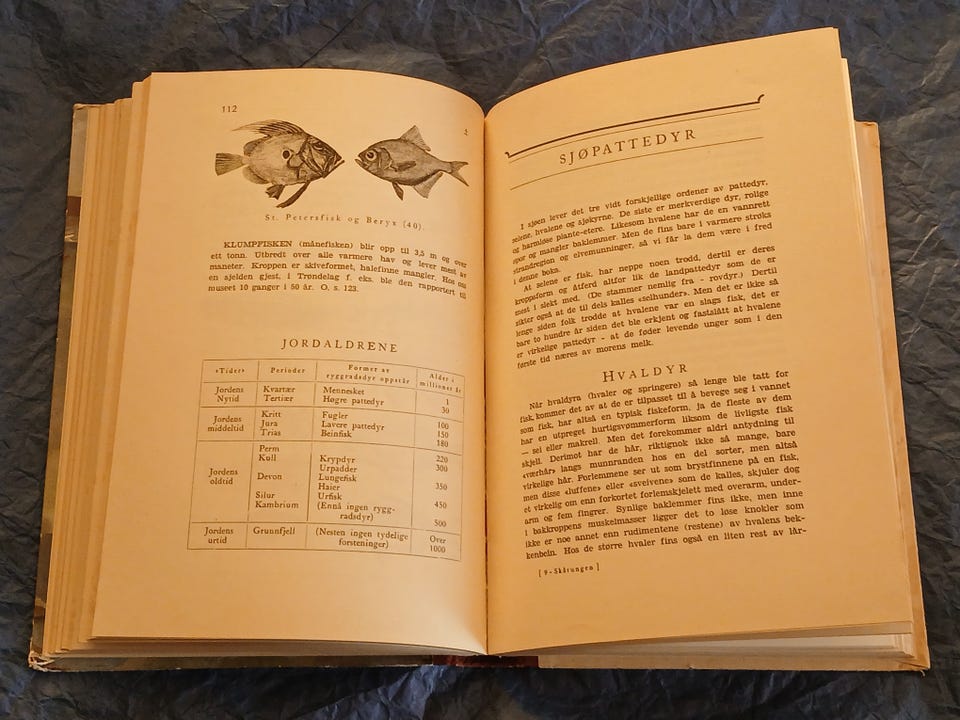 112
St. Petersfisk og Beryx (40).
KLUMPFISKEN (månefisken) blir opp til 3,5 m og over
ett tonn. Utbredt over alle varmere hav og lever mest av
maneter. Kroppen er skiveformet, halefinne mangler. Hos oss
en sjelden gjest, i Trøndelag f. eks. ble den rapportert til
museet 10 ganger i 50 år. O. s. 123.
JORDALDRENE
«Tider» Perioder Former av ryggradsdyr oppstår Alder i millioner år
Jordens Nytid Kvartær Mennesket 1
Tertiær Høgre pattedyr 30
Jordens middeltid Kritt Fugler 100
Jura Lavere pattedyr 150
Trias Beinfisk 180
Jordens oldtid Perm
Kull Krypdyr 220
Urpadder 300
Devon Lungefisk
Haier 350
Silur Urfisk
Kambrium (Ennå ingen rygg- 450
radsdyr) 500
Jordens urtid Grunnfjell (Nesten ingen tydelige Over
forsteninger) 1000
SJØPATTEDYR
I sjøen lever det tre vidt forskjellige ordener av pattedyr,
selene, hvalene og sjøkyrne. De siste er merkverdige dyr, rolige
og harmløse plante-etere. Likesom hvalene har de en vannrett
spor og mangler baklemmer. Men de fins bare i varmere strøks
strandregion og elvemunninger, så vi får la dem være i fred
i denne boka.
At selene er fisk, har neppe noen trodd, dertil er deres
kroppsform og åtferd altfor lik de landpattedyr som de er
mest i slekt med. (De stammer nemlig fra - rovdyr.) Dertil
sikter også at de til dels kalles «selhunder». Men det er ikke så
lenge siden folk trodde at hvalene var en slags fisk, det er
bare to hundre år siden det ble erkjent og fastslått at hvalene
er virkelige pattedyr - at de føder levende unger som i den
første tid næres av morens melk.
HVALDYR
Når hvaldyra (hvaler og springere) så lenge ble tatt for
fisk, kommer det av at de er tilpasset til å bevege seg i vannet
som fisk, har altså en typisk fiskeform, ja de fleste av dem
har en utpreget hurtigsvømmerform liksom de livligste fisk
— sei eller makrell. Men det forekommer aldri antydning til
skjell. Derimot har de hår, riktignok ikke så mange, bare
«værhår» langs munnranden hos en del sorter, men altså
virkelige hår. Forlemmene ser ut som brystfinnene på en fisk,
men disse «luffene» eller «sveivene» som de kalles, skjuler dog
et virkelig om enn forkortet forlemskjelett med overarm, under-
arm og fem fingrer. Synlige baklemmer fins ikke, men inne
i bakkroppens muskelmasser ligger det to løse knokler som
ikke er noe annet enn rudimentene (restene) av hvalens bek-
kenbein. Hos de større hvaler fins også en liten rest av lår-
[ 9 - Skårungen ]